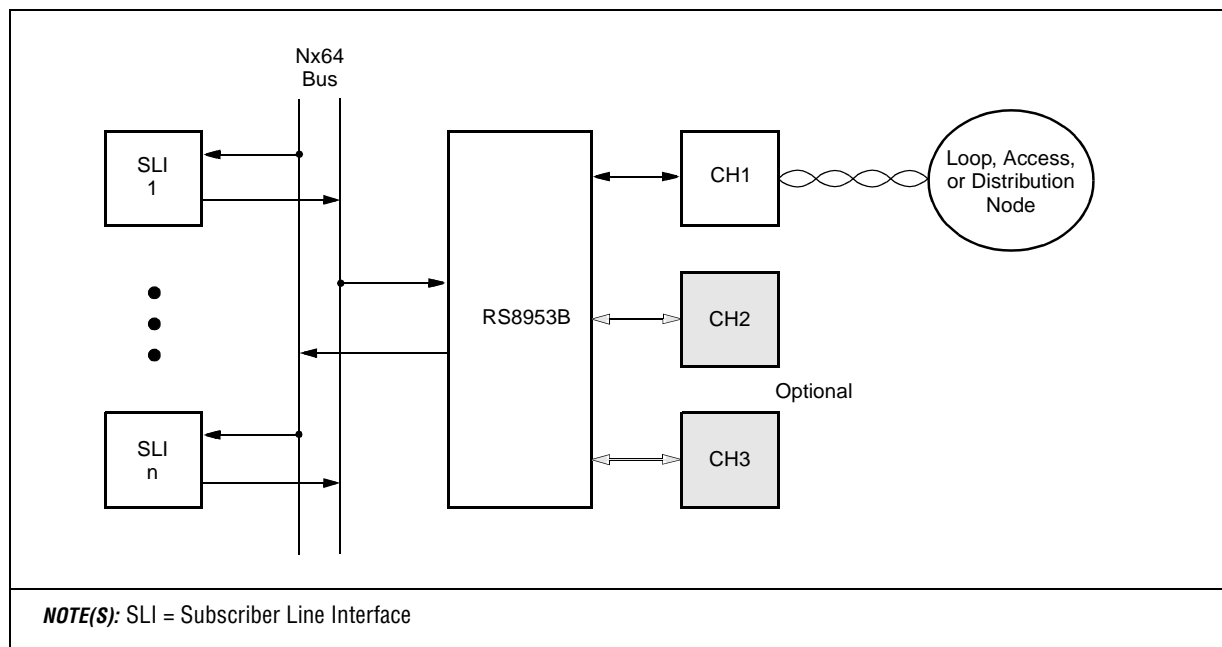 Nx64
Bus
SLI
1
CH1
Loop, Access,
or Distribution
Node
RS8953B
CH2
Optional
SLI
n
CH3
NOTE(S): SLI = Subscriber Line Interface